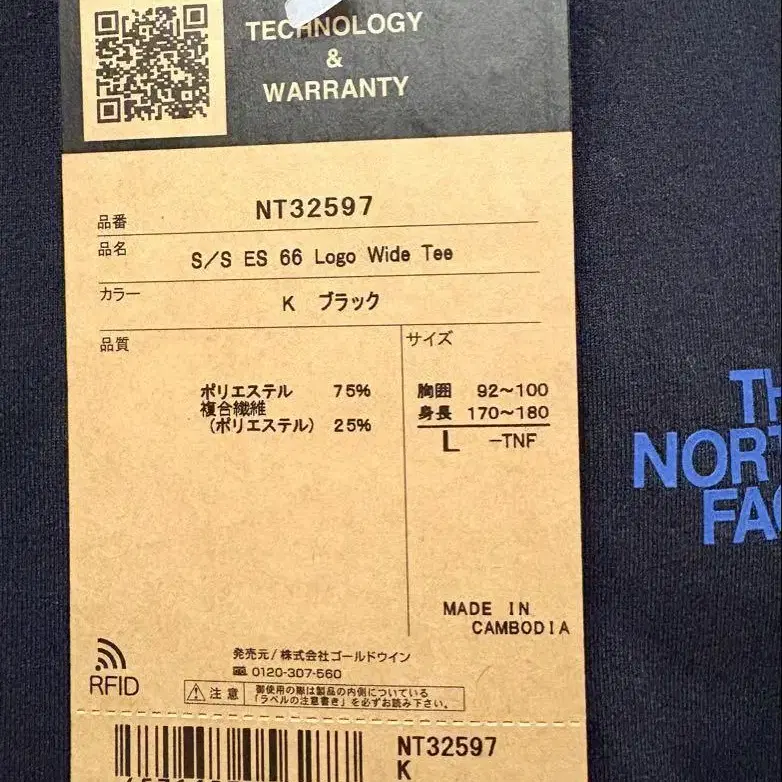 TECHNOLOGY
&
WARRANTY
品番 NT32597
品名 S/S ES 66 Logo Wide Tee
カラー K ブラック
品質
ポリエステル 75%
複合繊維
(ポリエステル) 25%
サイズ
胸囲 92〜100
身長 170〜180
L -TNF
MADE IN
CAMBODIA
RFID
発売元/株式会社ゴールドウイン
0120-307-560
注意 御使用の際は製品の内側についている
「ラベルの注意書き」を必ずお読み下さい。
NT32597
K
NOR
FA